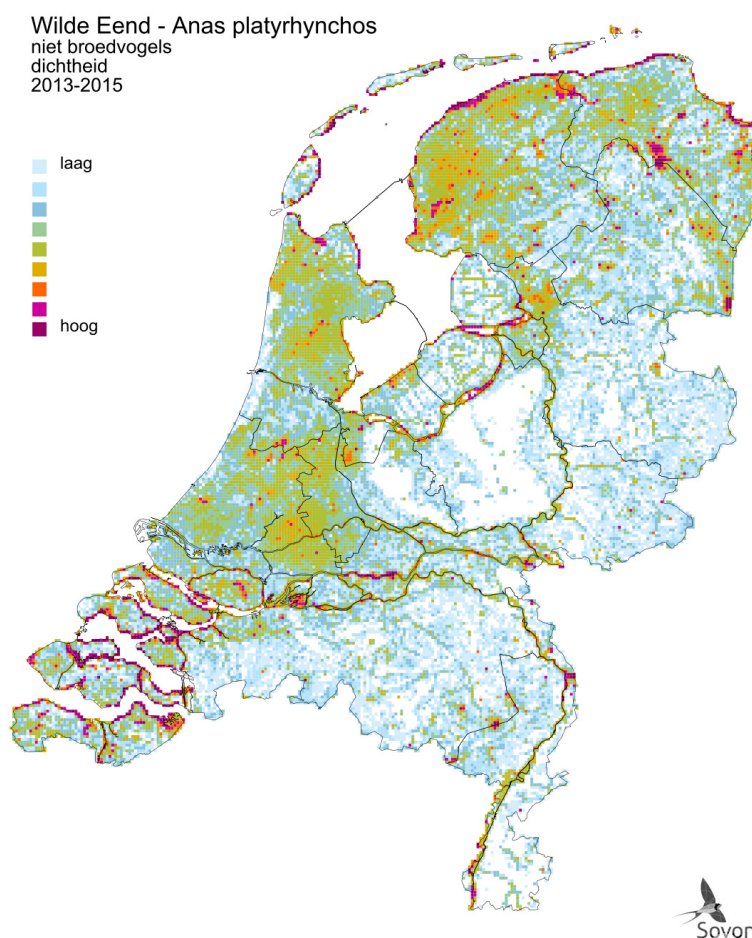 Wilde Eend - Anas platyrhynchos
niet broedvogels
dichtheid
2013-2015
laag
hoog
Sovon